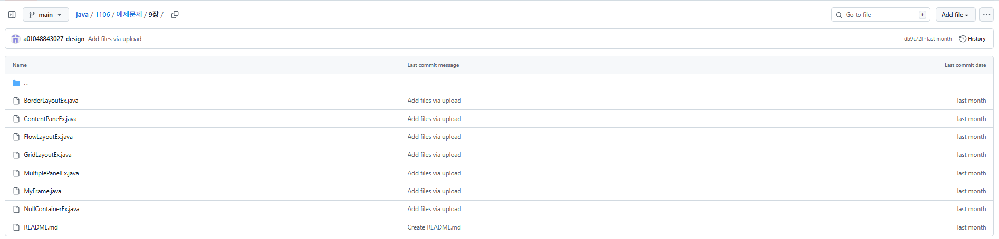 main
java / 1106 / 예제문제 / 9장 /
Go to file t
Add file
a01048843027-design Add files via upload db9c72f · last month History
Name Last commit message Last commit date
..
BorderLayoutEx.java Add files via upload last month
ContentPaneEx.java Add files via upload last month
FlowLayoutEx.java Add files via upload last month
GridLayoutEx.java Add files via upload last month
MultiplePanelEx.java Add files via upload last month
MyFrame.java Add files via upload last month
NullContainerEx.java Add files via upload last month
README.md Create README.md last month